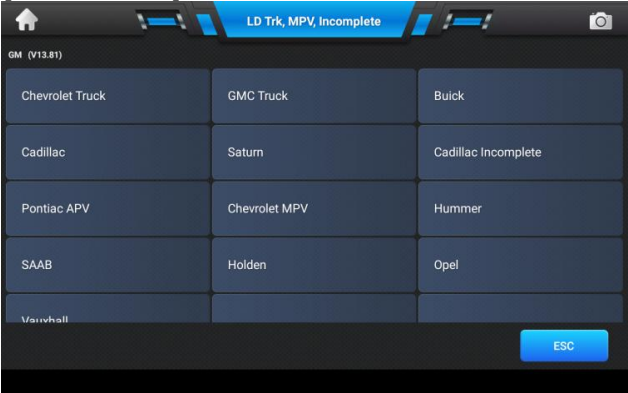 LD Trk, MPV, Incomplete
GM (V13.81)
Chevrolet Truck GMC Truck Buick
Cadillac Saturn Cadillac Incomplete
Pontiac APV Chevrolet MPV Hummer
SAAB Holden Opel
Vauxhall
ESC